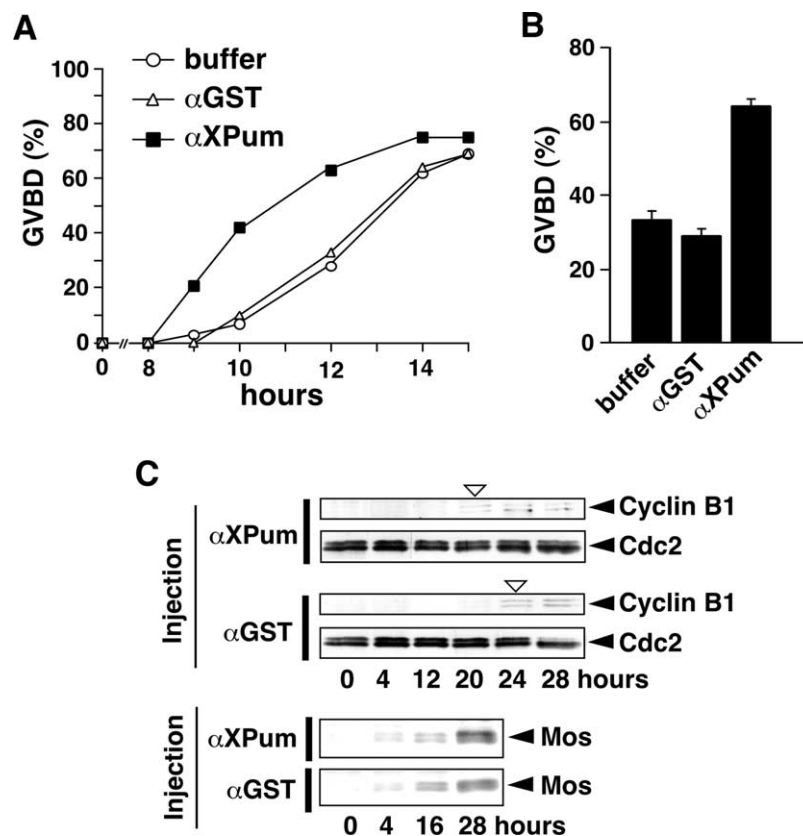 A
buffer
αGST
αXPum
GVBD (%)
100
80
60
40
20
0
0 // 8 10 12 14
hours
B
GVBD (%)
80
60
40
20
0
buffer
αGST
αXPum
C
Injection
αXPum
Cyclin B1
Cdc2
αGST
Cyclin B1
Cdc2
0 4 12 20 24 28 hours
Injection
αXPum
Mos
αGST
Mos
0 4 16 28 hours